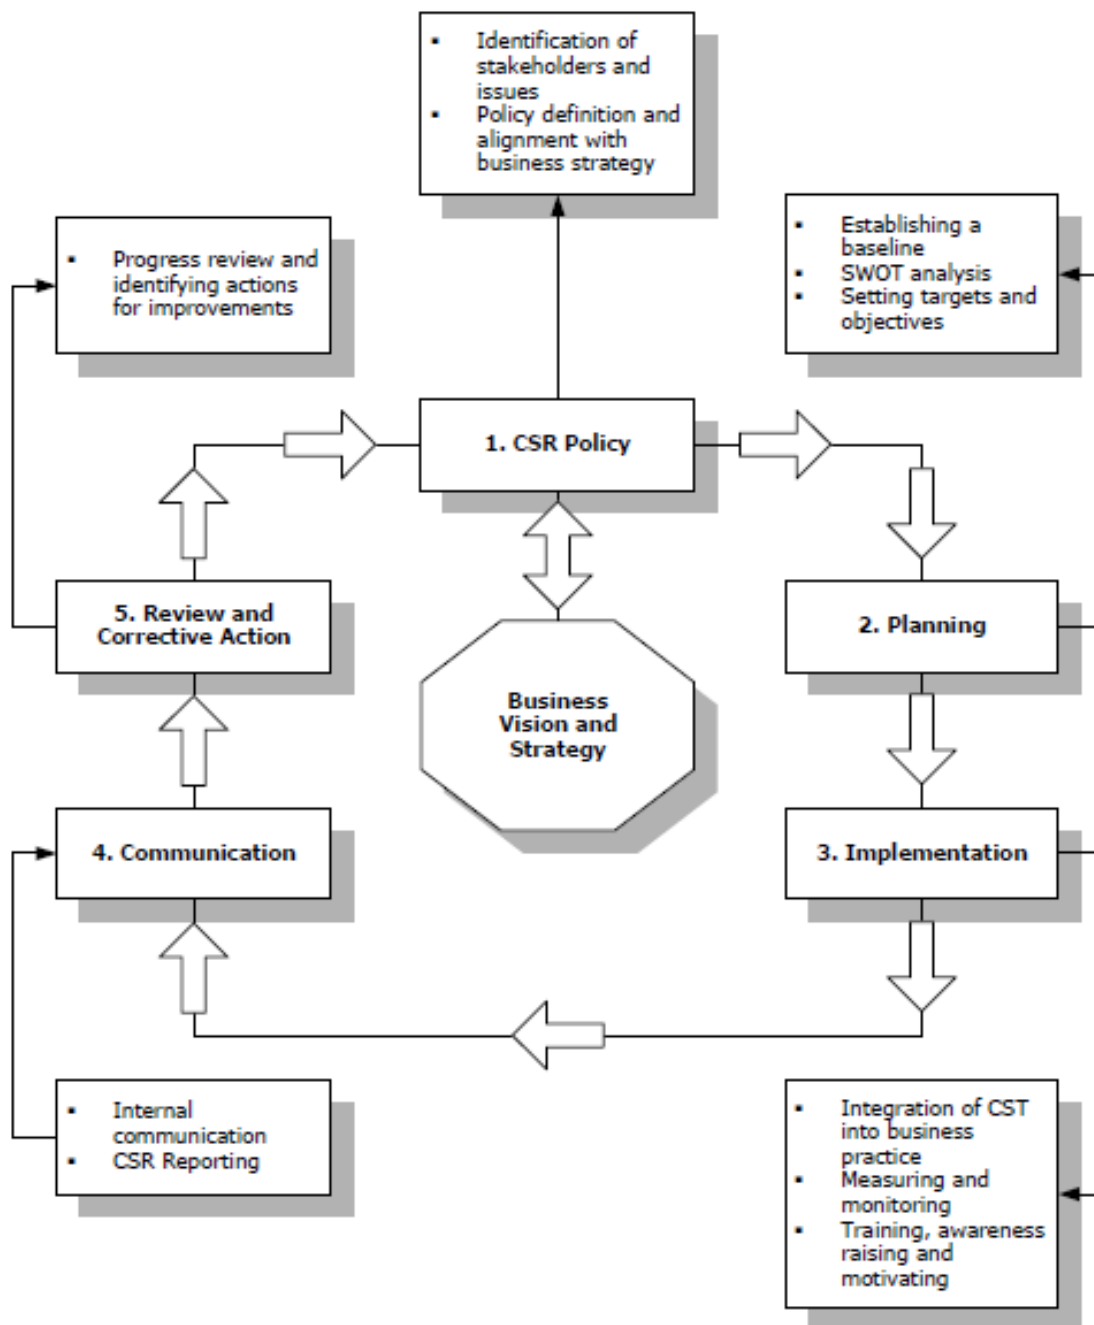 ▪ Identification of
stakeholders and
issues
▪ Policy definition and
alignment with
business strategy
▪ Progress review and
identifying actions
for improvements
▪ Establishing a
baseline
▪ SWOT analysis
▪ Setting targets and
objectives
1. CSR Policy
5. Review and
Corrective Action
2. Planning
Business
Vision and
Strategy
4. Communication
3. Implementation
▪ Internal
communication
▪ CSR Reporting
▪ Integration of CST
into business
practice
▪ Measuring and
monitoring
▪ Training, awareness
raising and
motivating